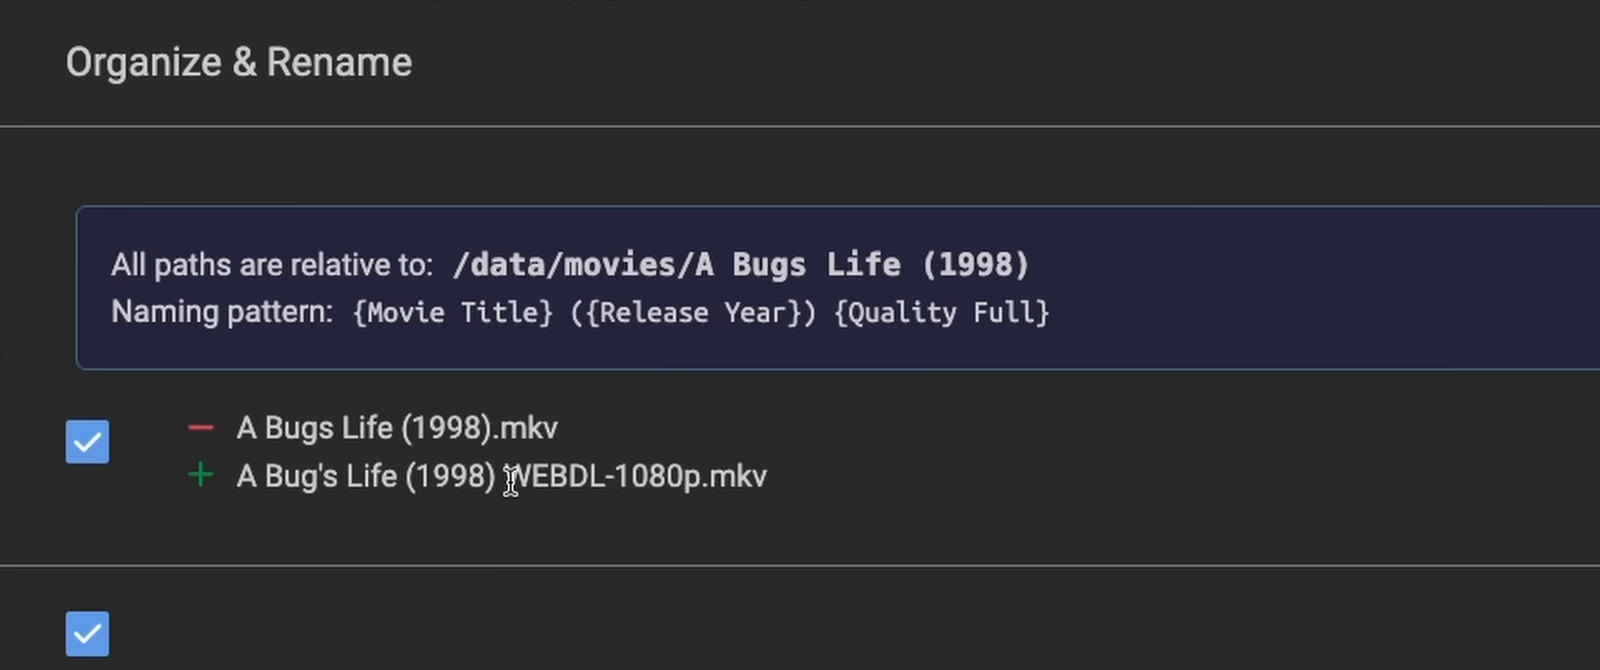 Organize & Rename
All paths are relative to: /data/movies/A Bugs Life (1998)
Naming pattern: {Movie Title} ({Release Year}) {Quality Full}
A Bugs Life (1998).mkv
A Bug's Life (1998) WEBDL-1080p.mkv